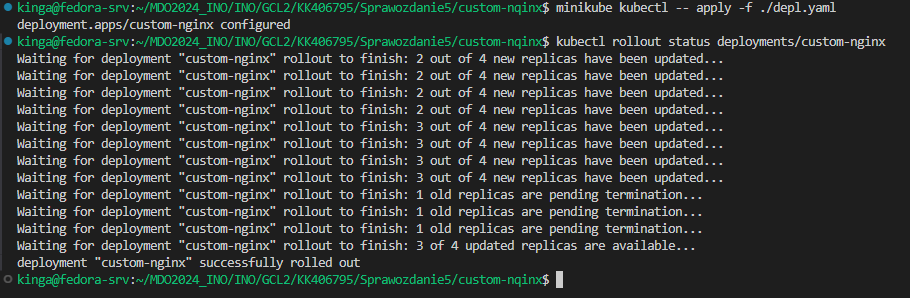 kinga@fedora-srv:~/MDO2024_INO/INO/GCL2/KK406795/Sprawozdanie5/custom-nqinx$ minikube kubectl -- apply -f ./depl.yaml
deployment.apps/custom-nginx configured
kinga@fedora-srv:~/MDO2024_INO/INO/GCL2/KK406795/Sprawozdanie5/custom-nqinx$ kubectl rollout status deployments/custom-nginx
Waiting for deployment "custom-nginx" rollout to finish: 2 out of 4 new replicas have been updated...
Waiting for deployment "custom-nginx" rollout to finish: 2 out of 4 new replicas have been updated...
Waiting for deployment "custom-nginx" rollout to finish: 2 out of 4 new replicas have been updated...
Waiting for deployment "custom-nginx" rollout to finish: 2 out of 4 new replicas have been updated...
Waiting for deployment "custom-nginx" rollout to finish: 3 out of 4 new replicas have been updated...
Waiting for deployment "custom-nginx" rollout to finish: 3 out of 4 new replicas have been updated...
Waiting for deployment "custom-nginx" rollout to finish: 3 out of 4 new replicas have been updated...
Waiting for deployment "custom-nginx" rollout to finish: 3 out of 4 new replicas have been updated...
Waiting for deployment "custom-nginx" rollout to finish: 1 old replicas are pending termination...
Waiting for deployment "custom-nginx" rollout to finish: 1 old replicas are pending termination...
Waiting for deployment "custom-nginx" rollout to finish: 1 old replicas are pending termination...
Waiting for deployment "custom-nginx" rollout to finish: 3 of 4 updated replicas are available...
deployment "custom-nginx" successfully rolled out
kinga@fedora-srv:~/MDO2024_INO/INO/GCL2/KK406795/Sprawozdanie5/custom-nqinx$